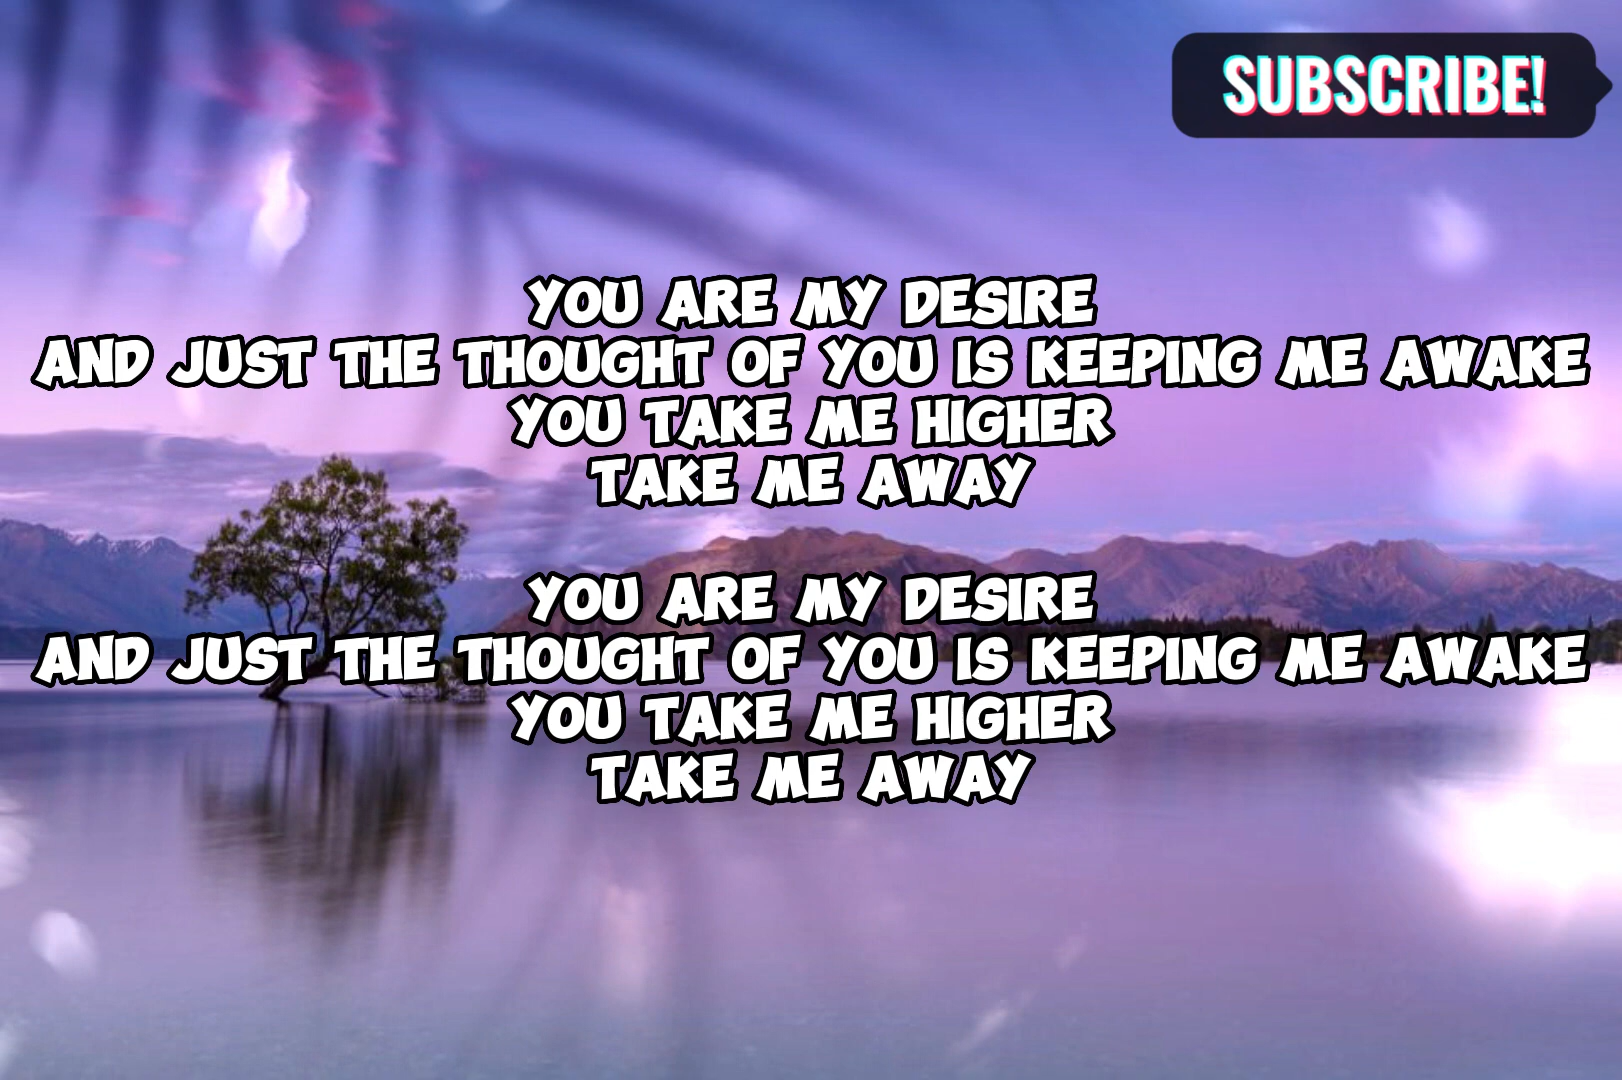 SUBSCRIBE!
YOU ARE MY DESIRE
AND JUST THE THOUGHT OF YOU IS KEEPING ME AWAKE
YOU TAKE ME HIGHER
TAKE ME AWAY
YOU ARE MY DESIRE
AND JUST THE THOUGHT OF YOU IS KEEPING ME AWAKE
YOU TAKE ME HIGHER
TAKE ME AWAY